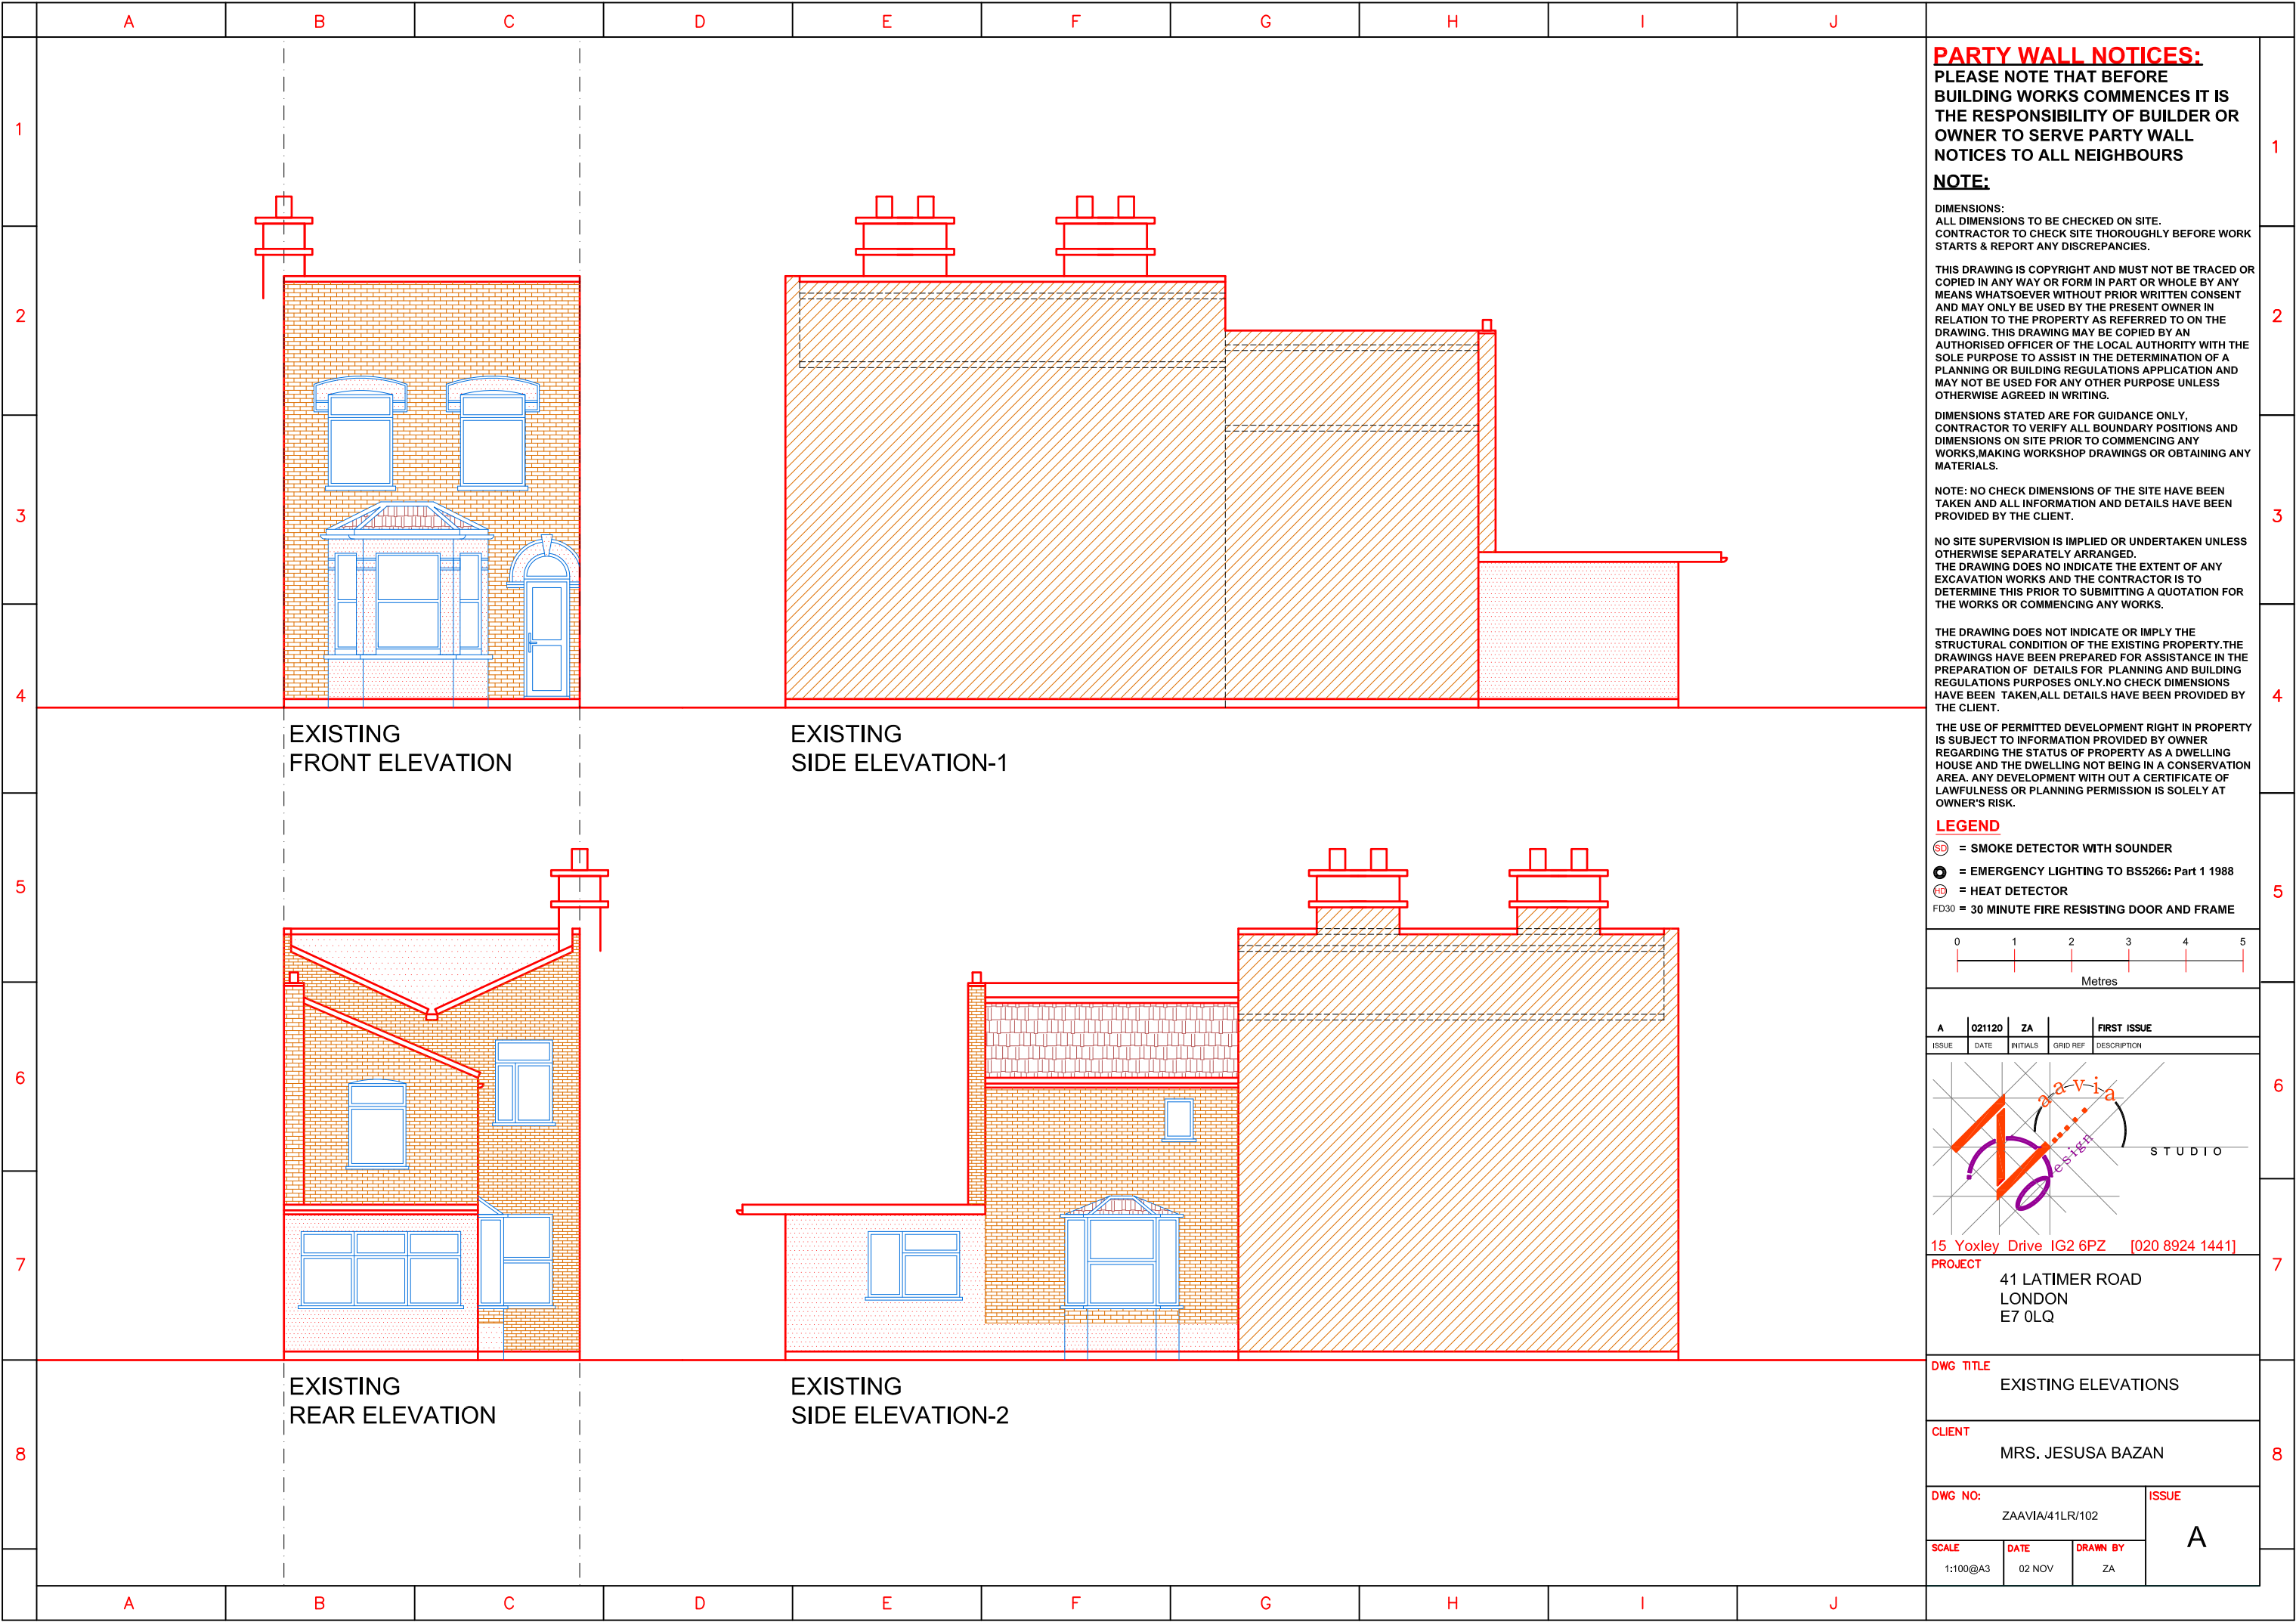 A B C D E F G H I J
1
2
3
4
5
6
7
8
EXISTING
FRONT ELEVATION
EXISTING
SIDE ELEVATION-1
EXISTING
REAR ELEVATION
EXISTING
SIDE ELEVATION-2
A B C D E F G H I J
PARTY WALL NOTICES:
PLEASE NOTE THAT BEFORE
BUILDING WORKS COMMENCES IT IS
THE RESPONSIBILITY OF BUILDER OR
OWNER TO SERVE PARTY WALL
NOTICES TO ALL NEIGHBOURS
NOTE:
DIMENSIONS:
ALL DIMENSIONS TO BE CHECKED ON SITE.
CONTRACTOR TO CHECK SITE THOROUGHLY BEFORE WORK
STARTS & REPORT ANY DISCREPANCIES.
THIS DRAWING IS COPYRIGHT AND MUST NOT BE TRACED OR
COPIED IN ANY WAY OR FORM IN PART OR WHOLE BY ANY
MEANS WHATSOEVER WITHOUT PRIOR WRITTEN CONSENT
AND MAY ONLY BE USED BY THE PRESENT OWNER IN
RELATION TO THE PROPERTY AS REFERRED TO ON THE
DRAWING. THIS DRAWING MAY BE COPIED BY AN
AUTHORISED OFFICER OF THE LOCAL AUTHORITY WITH THE
SOLE PURPOSE TO ASSIST IN THE DETERMINATION OF A
PLANNING OR BUILDING REGULATIONS APPLICATION AND
MAY NOT BE USED FOR ANY OTHER PURPOSE UNLESS
OTHERWISE AGREED IN WRITING.
DIMENSIONS STATED ARE FOR GUIDANCE ONLY,
CONTRACTOR TO VERIFY ALL BOUNDARY POSITIONS AND
DIMENSIONS ON SITE PRIOR TO COMMENCING ANY
WORKS,MAKING WORKSHOP DRAWINGS OR OBTAINING ANY
MATERIALS.
NOTE: NO CHECK DIMENSIONS OF THE SITE HAVE BEEN
TAKEN AND ALL INFORMATION AND DETAILS HAVE BEEN
PROVIDED BY THE CLIENT.
NO SITE SUPERVISION IS IMPLIED OR UNDERTAKEN UNLESS
OTHERWISE SEPARATELY ARRANGED.
THE DRAWING DOES NO INDICATE THE EXTENT OF ANY
EXCAVATION WORKS AND THE CONTRACTOR IS TO
DETERMINE THIS PRIOR TO SUBMITTING A QUOTATION FOR
THE WORKS OR COMMENCING ANY WORKS.
THE DRAWING DOES NOT INDICATE OR IMPLY THE
STRUCTURAL CONDITION OF THE EXISTING PROPERTY.THE
DRAWINGS HAVE BEEN PREPARED FOR ASSISTANCE IN THE
PREPARATION OF DETAILS FOR PLANNING AND BUILDING
REGULATIONS PURPOSES ONLY.NO CHECK DIMENSIONS
HAVE BEEN TAKEN,ALL DETAILS HAVE BEEN PROVIDED BY
THE CLIENT.
THE USE OF PERMITTED DEVELOPMENT RIGHT IN PROPERTY
IS SUBJECT TO INFORMATION PROVIDED BY OWNER
REGARDING THE STATUS OF PROPERTY AS A DWELLING
HOUSE AND THE DWELLING NOT BEING IN A CONSERVATION
AREA. ANY DEVELOPMENT WITH OUT A CERTIFICATE OF
LAWFULNESS OR PLANNING PERMISSION IS SOLELY AT
OWNER'S RISK.
LEGEND
SD = SMOKE DETECTOR WITH SOUNDER
= EMERGENCY LIGHTING TO BS5266: Part 1 1988
HD = HEAT DETECTOR
FD30 = 30 MINUTE FIRE RESISTING DOOR AND FRAME
0 1 2 3 4 5
Metres
A 021120 ZA FIRST ISSUE
ISSUE DATE INITIALS GRID REF DESCRIPTION
aavia
esign
STUDIO
15 Yoxley Drive IG2 6PZ [020 8924 1441]
PROJECT
41 LATIMER ROAD
LONDON
E7 0LQ
DWG TITLE
EXISTING ELEVATIONS
CLIENT
MRS. JESUSA BAZAN
DWG NO:
ZAAVIA/41LR/102
ISSUE
A
SCALE DATE DRAWN BY
1:100@A3 02 NOV ZA
1
2
3
4
5
6
7
8